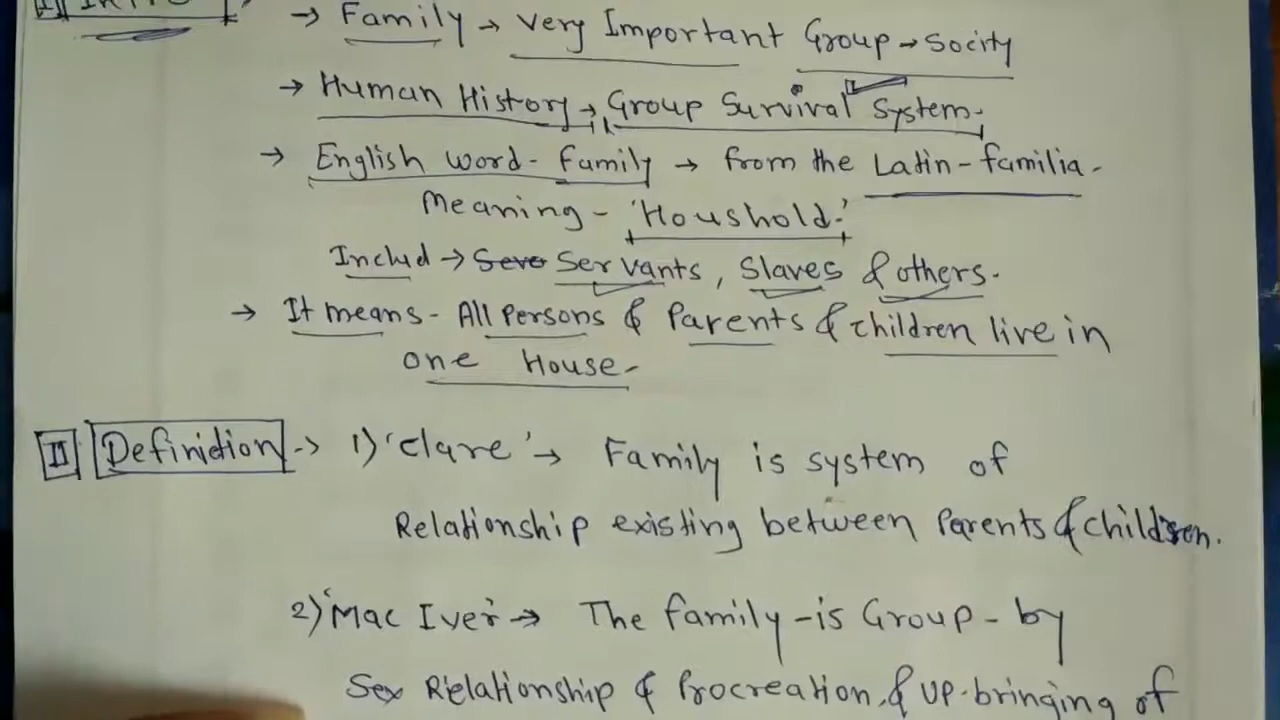 I] Intro
→ Family → Very Important Group → Socity
→ Human History → Group Survival System.
→ English word - Family → from the Latin - familia -
Meaning - 'Houshold.'
Includ → Servants, Slaves & others.
→ It means - All Persons & Parents & children live in
one House -
II Definition → 1) 'Clare' → Family is system of
Relationship existing between Parents & children.
2) 'Mac Iver → The family - is Group - by
Sex Relationship & Procreation, & up-bringing of